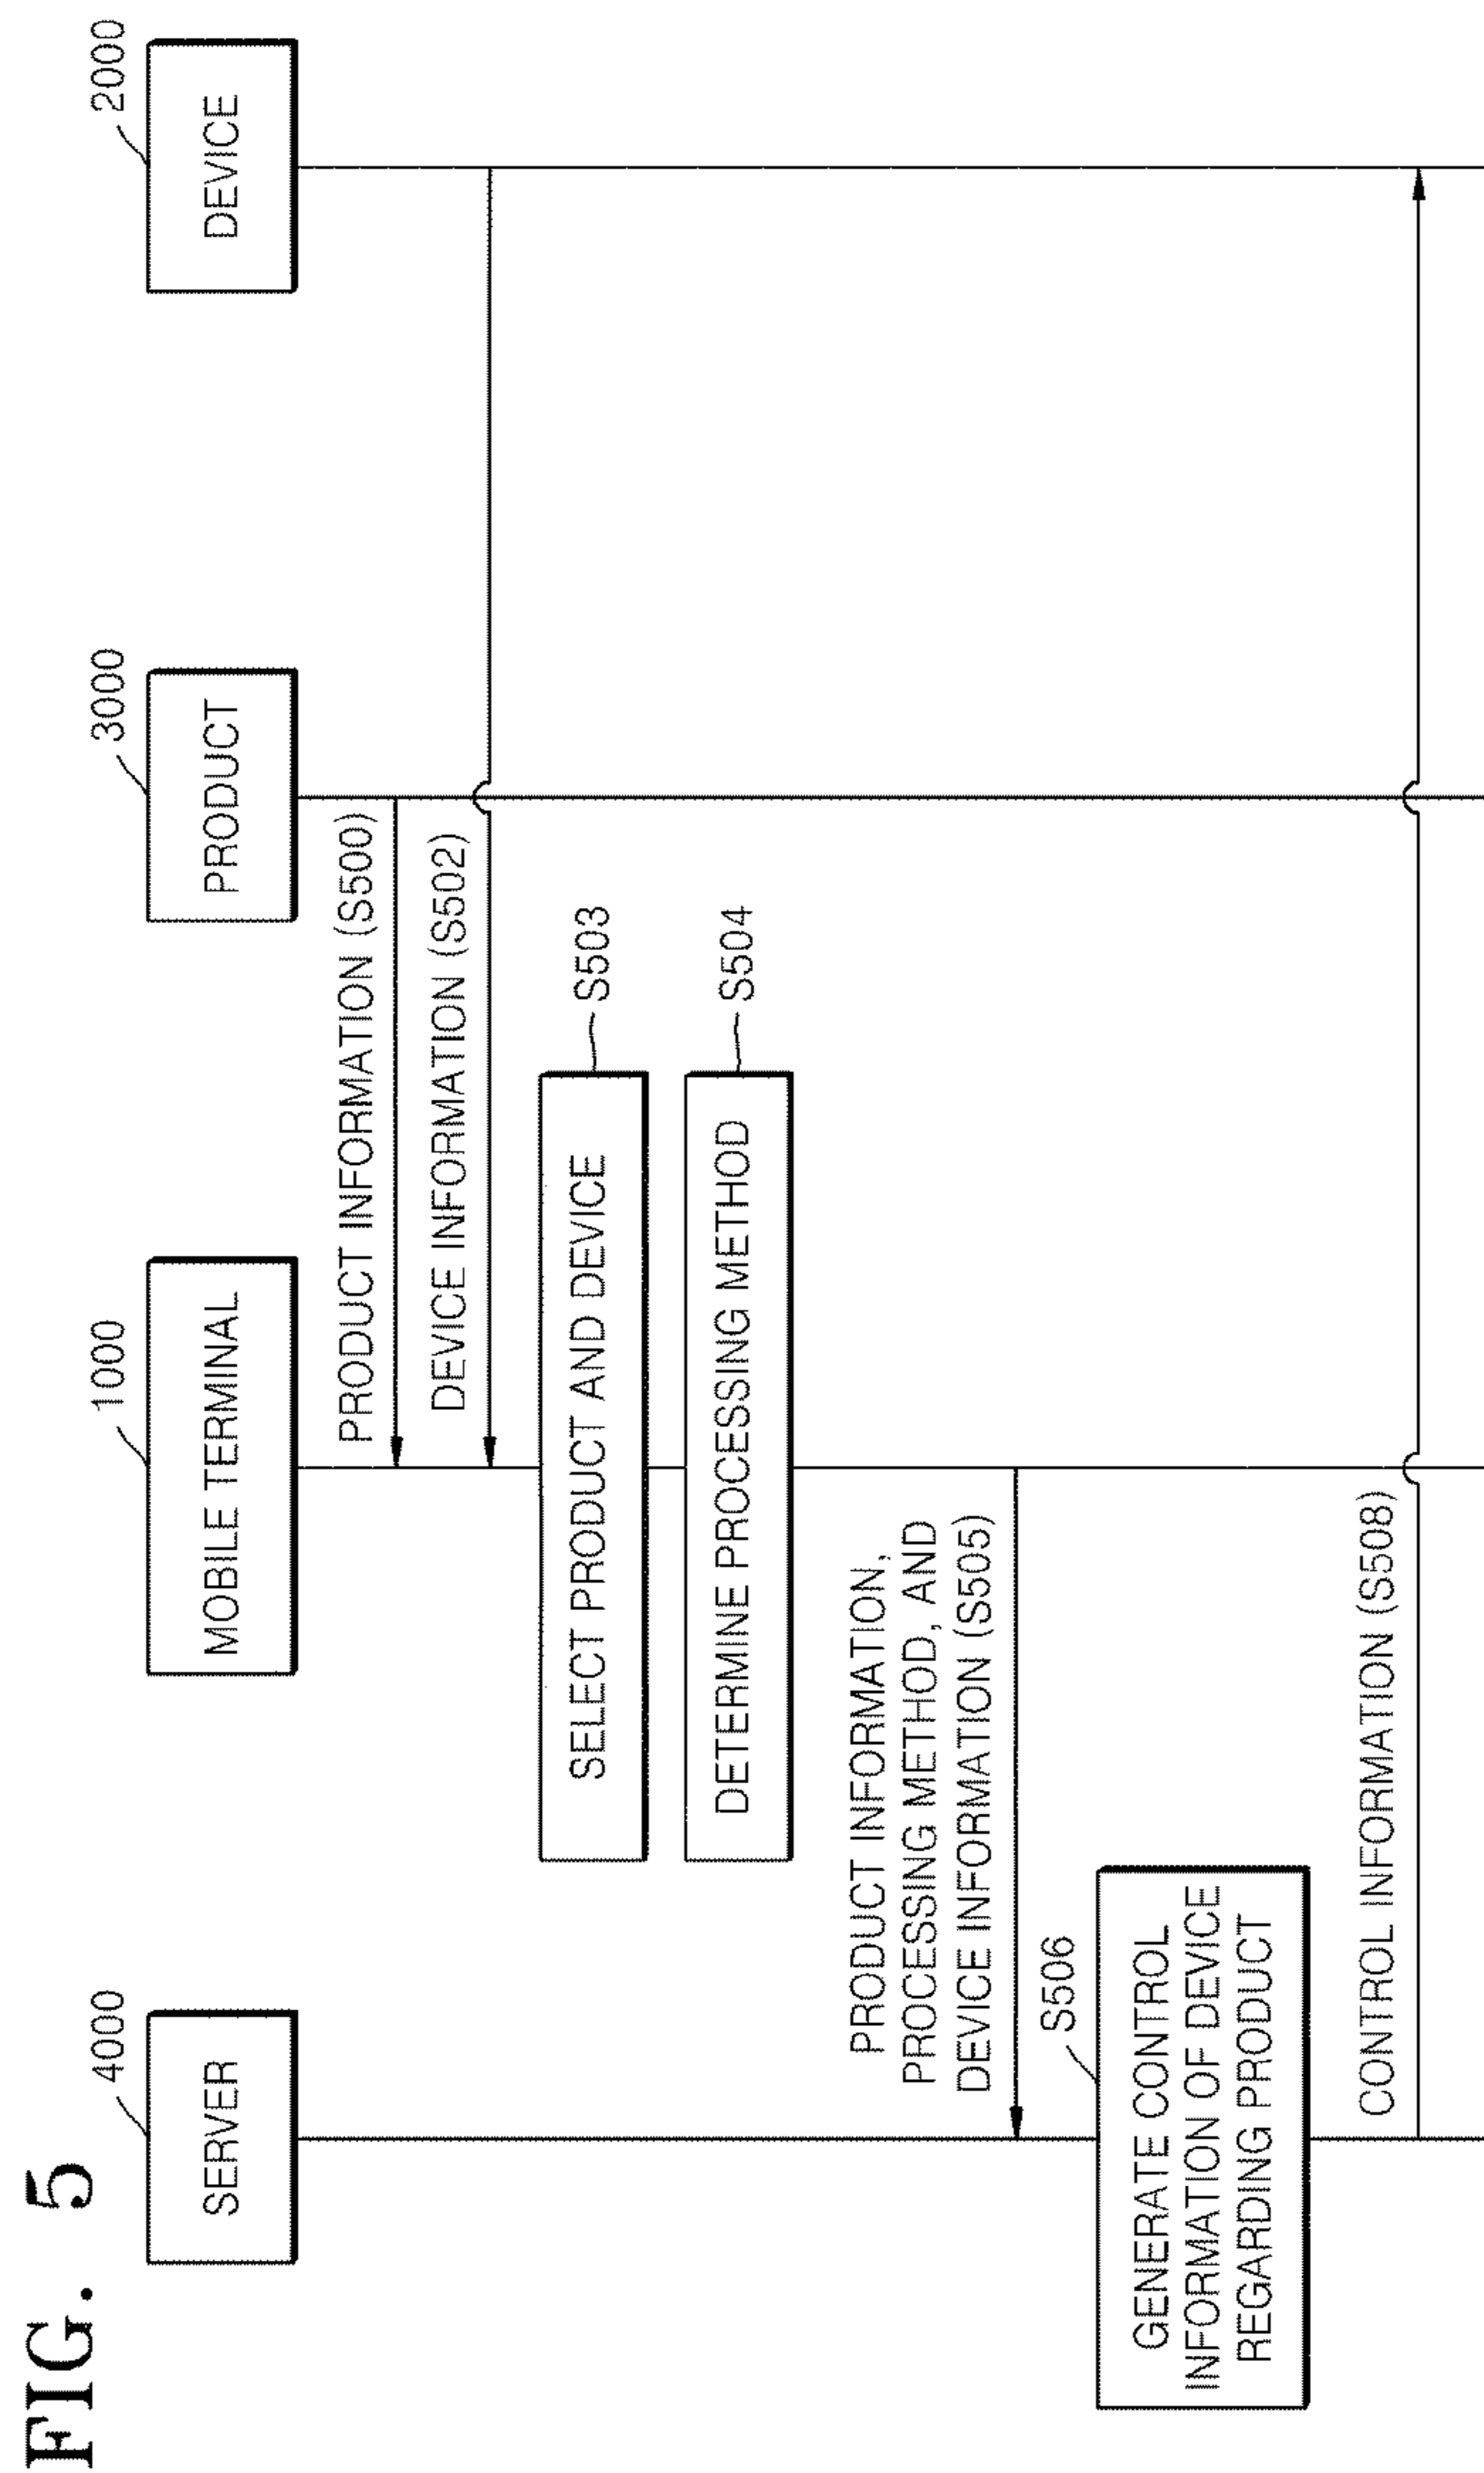 FIG. 5
4000
1000
3000
2000
SERVER
MOBILE TERMINAL
PRODUCT
DEVICE
PRODUCT INFORMATION (S500)
DEVICE INFORMATION (S502)
SELECT PRODUCT AND DEVICE
S503
DETERMINE PROCESSING METHOD
S504
PRODUCT INFORMATION,
PROCESSING METHOD, AND
DEVICE INFORMATION (S505)
S506
GENERATE CONTROL
INFORMATION OF DEVICE
REGARDING PRODUCT
CONTROL INFORMATION (S508)